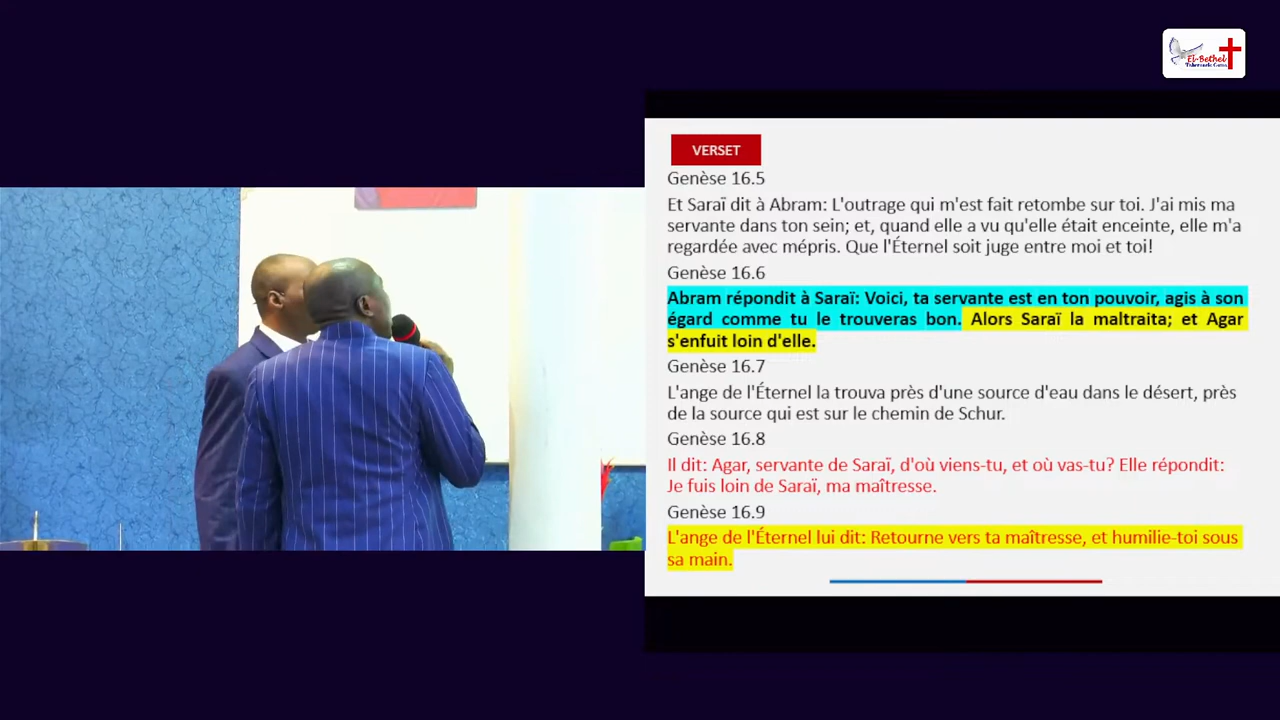 El-Bethel
VERSET
Genèse 16.5
Et Saraï dit à Abram: L'outrage qui m'est fait retombe sur toi. J'ai mis ma
servante dans ton sein; et, quand elle a vu qu'elle était enceinte, elle m'a
regardée avec mépris. Que l'Éternel soit juge entre moi et toi!
Genèse 16.6
Abram répondit à Saraï: Voici, ta servante est en ton pouvoir, agis à son
égard comme tu le trouveras bon. Alors Saraï la maltraita; et Agar
s'enfuit loin d'elle.
Genèse 16.7
L'ange de l'Éternel la trouva près d'une source d'eau dans le désert, près
de la source qui est sur le chemin de Schur.
Genèse 16.8
Il dit: Agar, servante de Saraï, d'où viens-tu, et où vas-tu? Elle répondit:
Je fuis loin de Saraï, ma maîtresse.
Genèse 16.9
L'ange de l'Éternel lui dit: Retourne vers ta maîtresse, et humilie-toi sous
sa main.